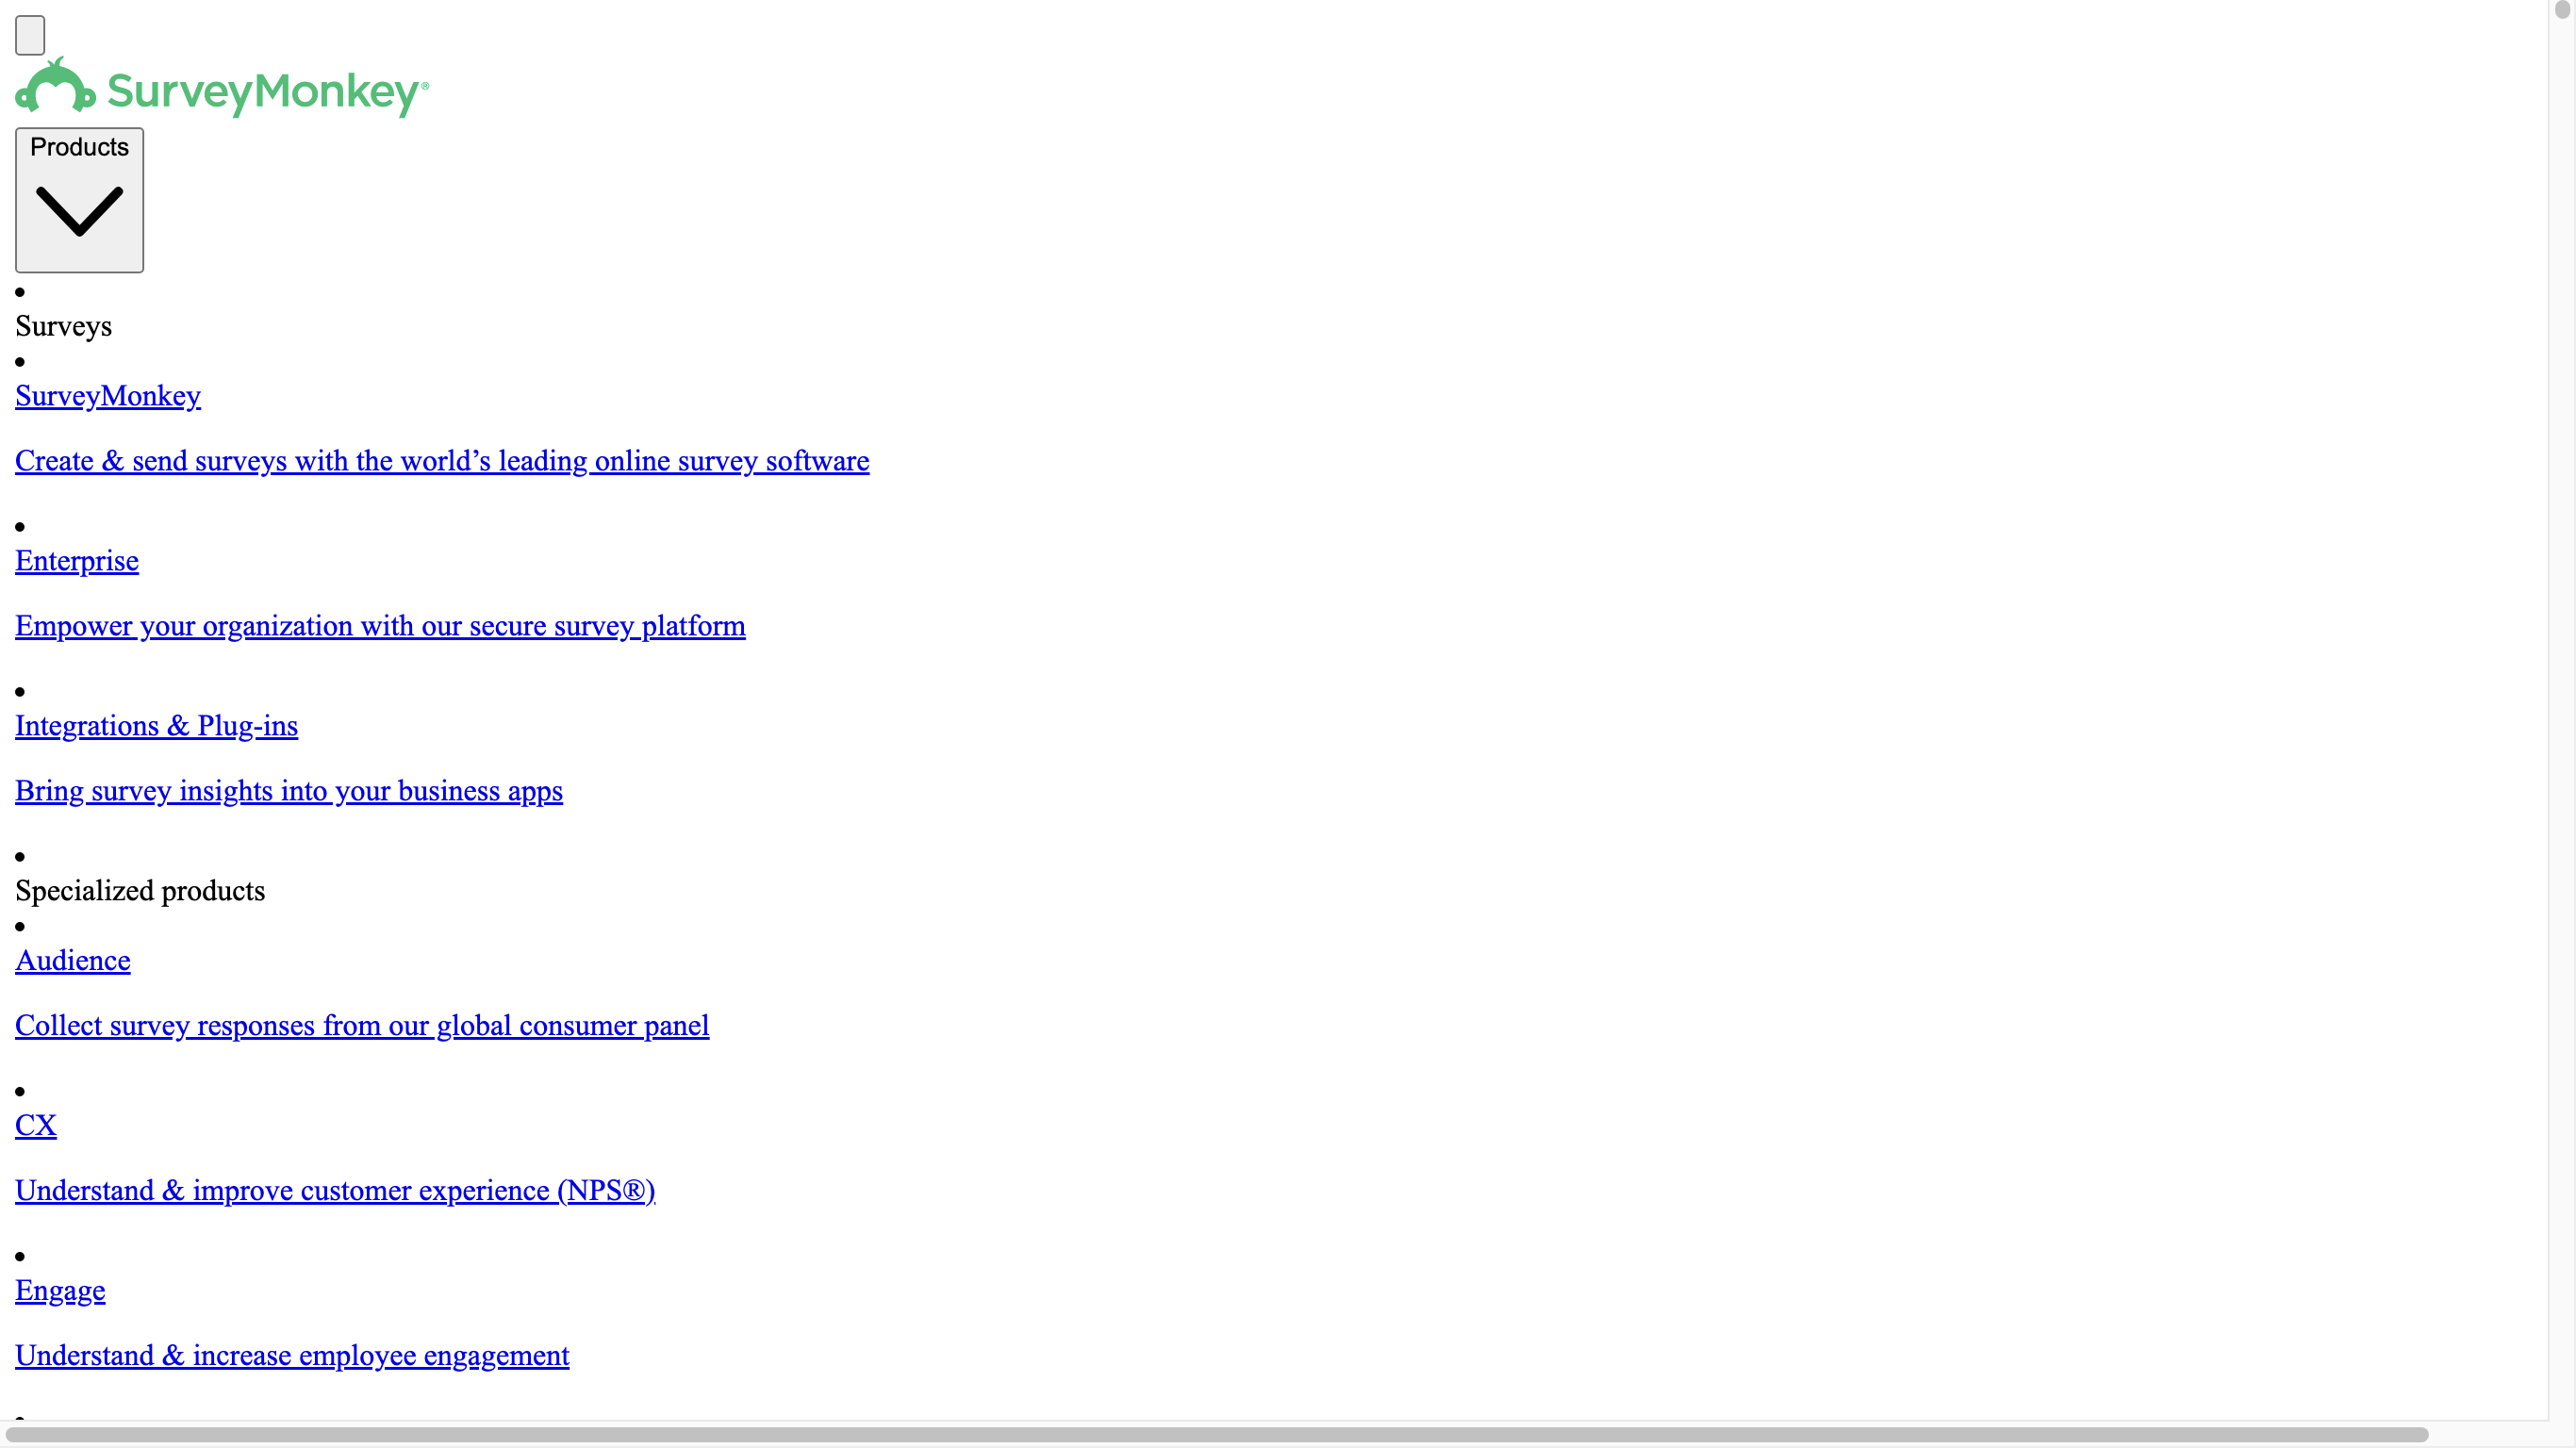 SurveyMonkey®
Products
Surveys
SurveyMonkey
Create & send surveys with the world’s leading online survey software
Enterprise
Empower your organization with our secure survey platform
Integrations & Plug-ins
Bring survey insights into your business apps
Specialized products
Audience
Collect survey responses from our global consumer panel
CX
Understand & improve customer experience (NPS®)
Engage
Understand & increase employee engagement